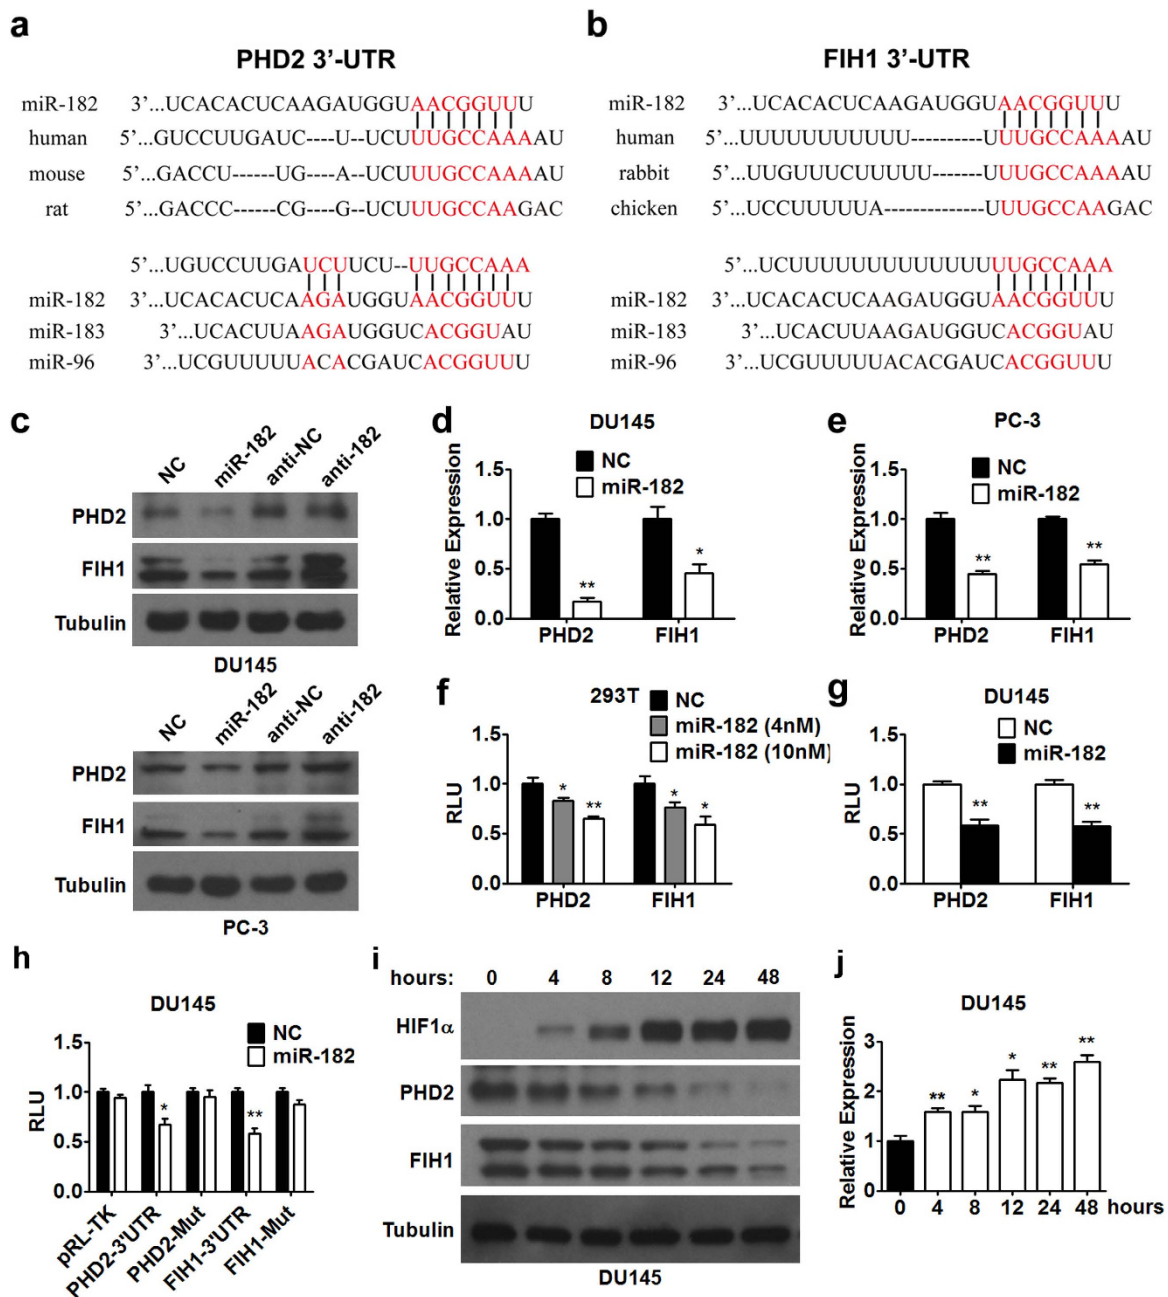 a
PHD2 3’-UTR
miR-182 3’...UCACACUCAAGAUGGUAACGGUUU
human 5’...GUCCUUGAUC----U--UCUUUGCCAAAAU
mouse 5’...GACCU------UG----A--UCUUUGCCAAAAU
rat 5’...GACCC------CG----G--UCUUUGCCAAGAC
5’...UGUCCUUGAUCUUCU--UUGCCAAA
miR-182 3’...UCACACUCAAGAUGGUAACGGUUU
miR-183 3’...UCACUUAAGAUGGUCACGGUAU
miR-96 3’...UCGUUUUUACACGAUCACGGUUU
b
FIH1 3’-UTR
miR-182 3’...UCACACUCAAGAUGGUAACGGUUU
human 5’...UUUUUUUUUUUU---------UUUGCCAAAAU
rabbit 5’...UUGUUUCUUUUU-------UUUGCCAAAAU
chicken 5’...UCCUUUUUA-------------UUUGCCAAGAC
5’...UCUUUUUUUUUUUUUUUUGCCAAA
miR-182 3’...UCACACUCAAGAUGGUAACGGUUU
miR-183 3’...UCACUUAAGAUGGUCACGGUAU
miR-96 3’...UCGUUUUUACACGAUCACGGUUU
c
NC miR-182 anti-NC anti-182
PHD2
FIH1
Tubulin
DU145
NC miR-182 anti-NC anti-182
PHD2
FIH1
Tubulin
PC-3
d
DU145
NC
miR-182
Relative Expression
1.5
1.0
0.5
0.0
** *
PHD2 FIH1
e
PC-3
NC
miR-182
Relative Expression
1.5
1.0
0.5
0.0
** **
PHD2 FIH1
f
293T
NC
miR-182 (4nM)
miR-182 (10nM)
RLU
1.5
1.0
0.5
0.0
* ** * *
PHD2 FIH1
g
DU145
NC
miR-182
RLU
1.5
1.0
0.5
0.0
** **
PHD2 FIH1
h
DU145
NC
miR-182
RLU
1.5
1.0
0.5
0.0
* **
pRL-TK PHD2-3'UTR PHD2-Mut FIH1-3'UTR FIH1-Mut
i
hours: 0 4 8 12 24 48
HIF1α
PHD2
FIH1
Tubulin
DU145
j
DU145
Relative Expression
3
2
1
0
** * * ** **
0 4 8 12 24 48 hours